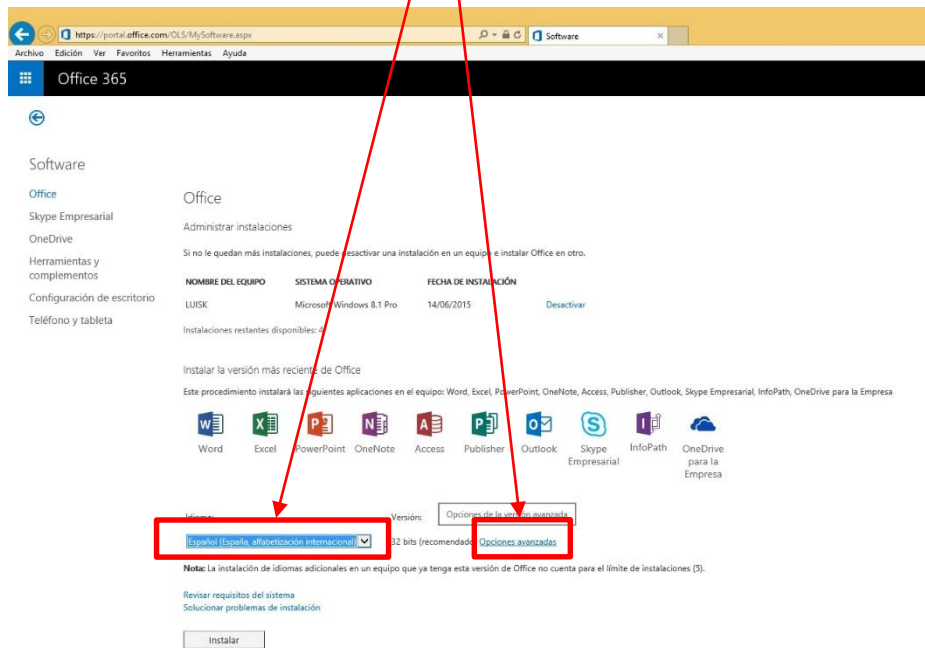 https://portal.office.com/OLS/MySoftware.aspx
Software
Archivo Edición Ver Favoritos Herramientas Ayuda
Office 365
Software
Office
Skype Empresarial
OneDrive
Herramientas y
complementos
Configuración de escritorio
Teléfono y tableta
Office
Administrar instalaciones
Si no le quedan más instalaciones, puede desactivar una instalación en un equipo e instalar Office en otro.
NOMBRE DEL EQUIPO SISTEMA OPERATIVO FECHA DE INSTALACIÓN
LUISK Microsoft Windows 8.1 Pro 14/06/2015 Desactivar
Instalaciones restantes disponibles: 4
Instalar la versión más reciente de Office
Este procedimiento instalará las siguientes aplicaciones en el equipo: Word, Excel, PowerPoint, OneNote, Access, Publisher, Outlook, Skype Empresarial, InfoPath, OneDrive para la Empresa
Word Excel PowerPoint OneNote Access Publisher Outlook Skype Empresarial InfoPath OneDrive para la Empresa
Idioma: Versión: Opciones de la versión avanzada
Español (España, alfabetización internacional) 32 bits (recomendado) Opciones avanzadas
Nota: La instalación de idiomas adicionales en un equipo que ya tenga esta versión de Office no cuenta para el límite de instalaciones (5).
Revisar requisitos del sistema
Solucionar problemas de instalación
Instalar